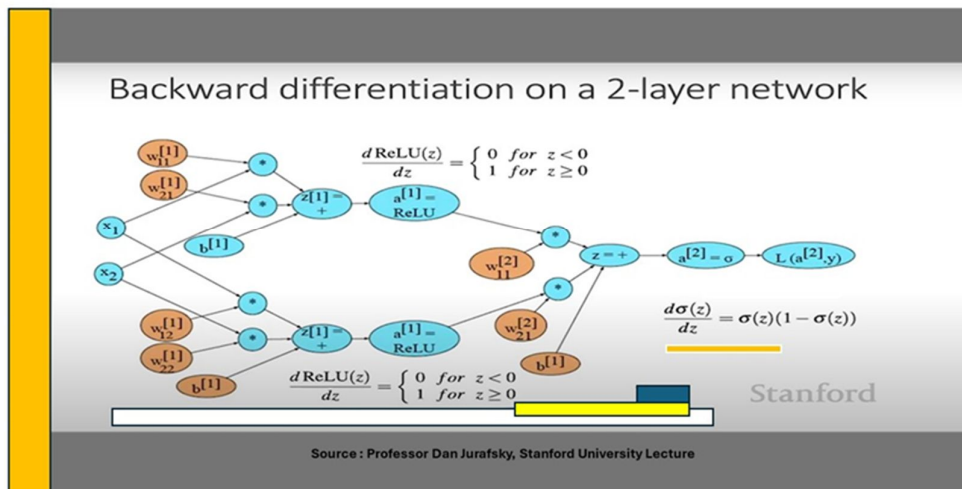 Backward differentiation on a 2-layer network
w[1]
11
w[1]
21
x1
x2
b[1]
*
*
z[1] =
+
a[1] =
ReLU
d ReLU(z)
dz
= { 0 for z < 0
1 for z ≥ 0
*
*
w[1]
12
w[1]
22
b[1]
z[1] =
+
a[1] =
ReLU
d ReLU(z)
dz
= { 0 for z < 0
1 for z ≥ 0
*
w[2]
11
*
w[2]
21
b[1]
z = +
a[2] = σ
L (a[2],y)
dσ(z)
dz
= σ(z)(1 − σ(z))
Stanford
Source : Professor Dan Jurafsky, Stanford University Lecture